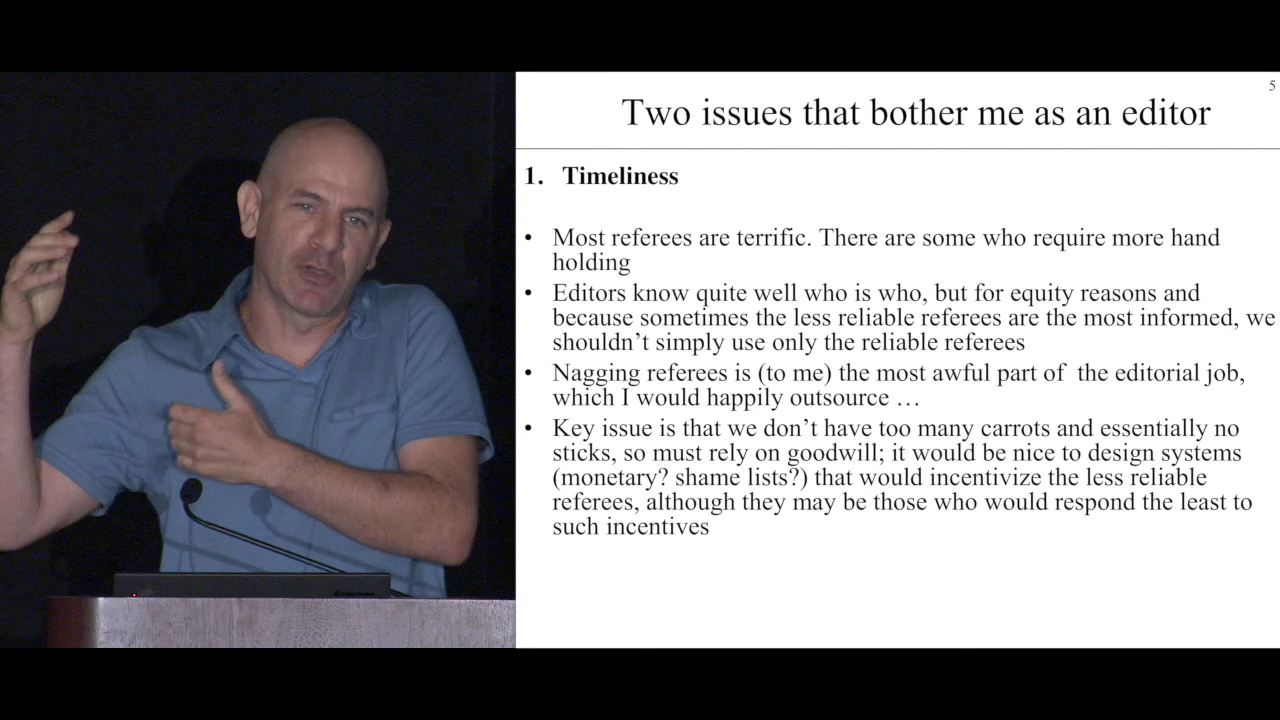 5
Two issues that bother me as an editor
1. Timeliness
• Most referees are terrific. There are some who require more hand
holding
• Editors know quite well who is who, but for equity reasons and
because sometimes the less reliable referees are the most informed, we
shouldn’t simply use only the reliable referees
• Nagging referees is (to me) the most awful part of the editorial job,
which I would happily outsource …
• Key issue is that we don’t have too many carrots and essentially no
sticks, so must rely on goodwill; it would be nice to design systems
(monetary? shame lists?) that would incentivize the less reliable
referees, although they may be those who would respond the least to
such incentives